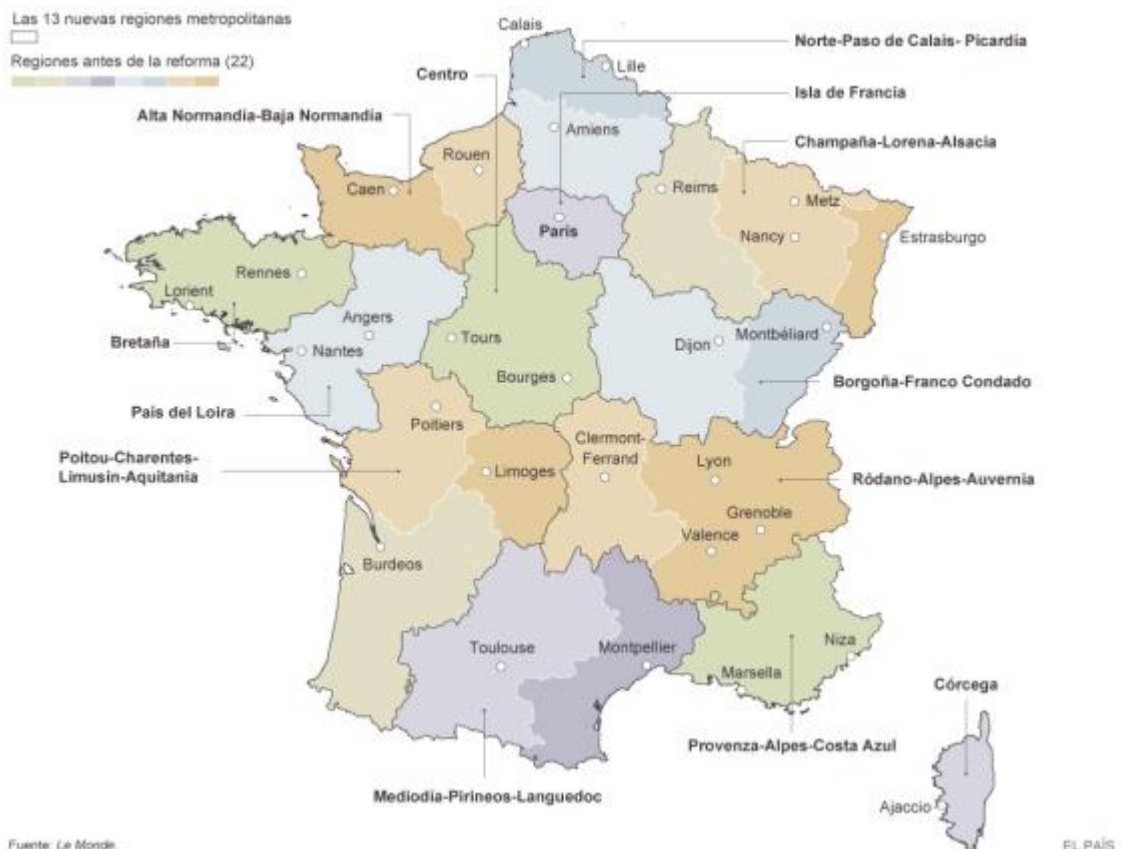 Las 13 nuevas regiones metropolitanas
Regiones antes de la reforma (22)
Calais
Norte-Paso de Calais- Picardía
Lille
Centro
Isla de Francia
Alta Normandía-Baja Normandía
Amiens
Champaña-Lorena-Alsacia
Rouen
Caen
Reims
Metz
París
Nancy
Estrasburgo
Rennes
Lorient
Angers
Montbéliard
Bretaña
Nantes
Tours
Dijon
Bourges
Borgoña-Franco Condado
País del Loira
Poitiers
Clermont-
Ferrand
Poitou-Charentes-
Limusin-Aquitania
Limoges
Lyon
Ródano-Alpes-Auvernia
Grenoble
Valence
Burdeos
Toulouse
Montpellier
Niza
Marsella
Córcega
Provenza-Alpes-Costa Azul
Mediodía-Pirineos-Languedoc
Ajaccio
Fuente: Le Monde.
EL PAÍS